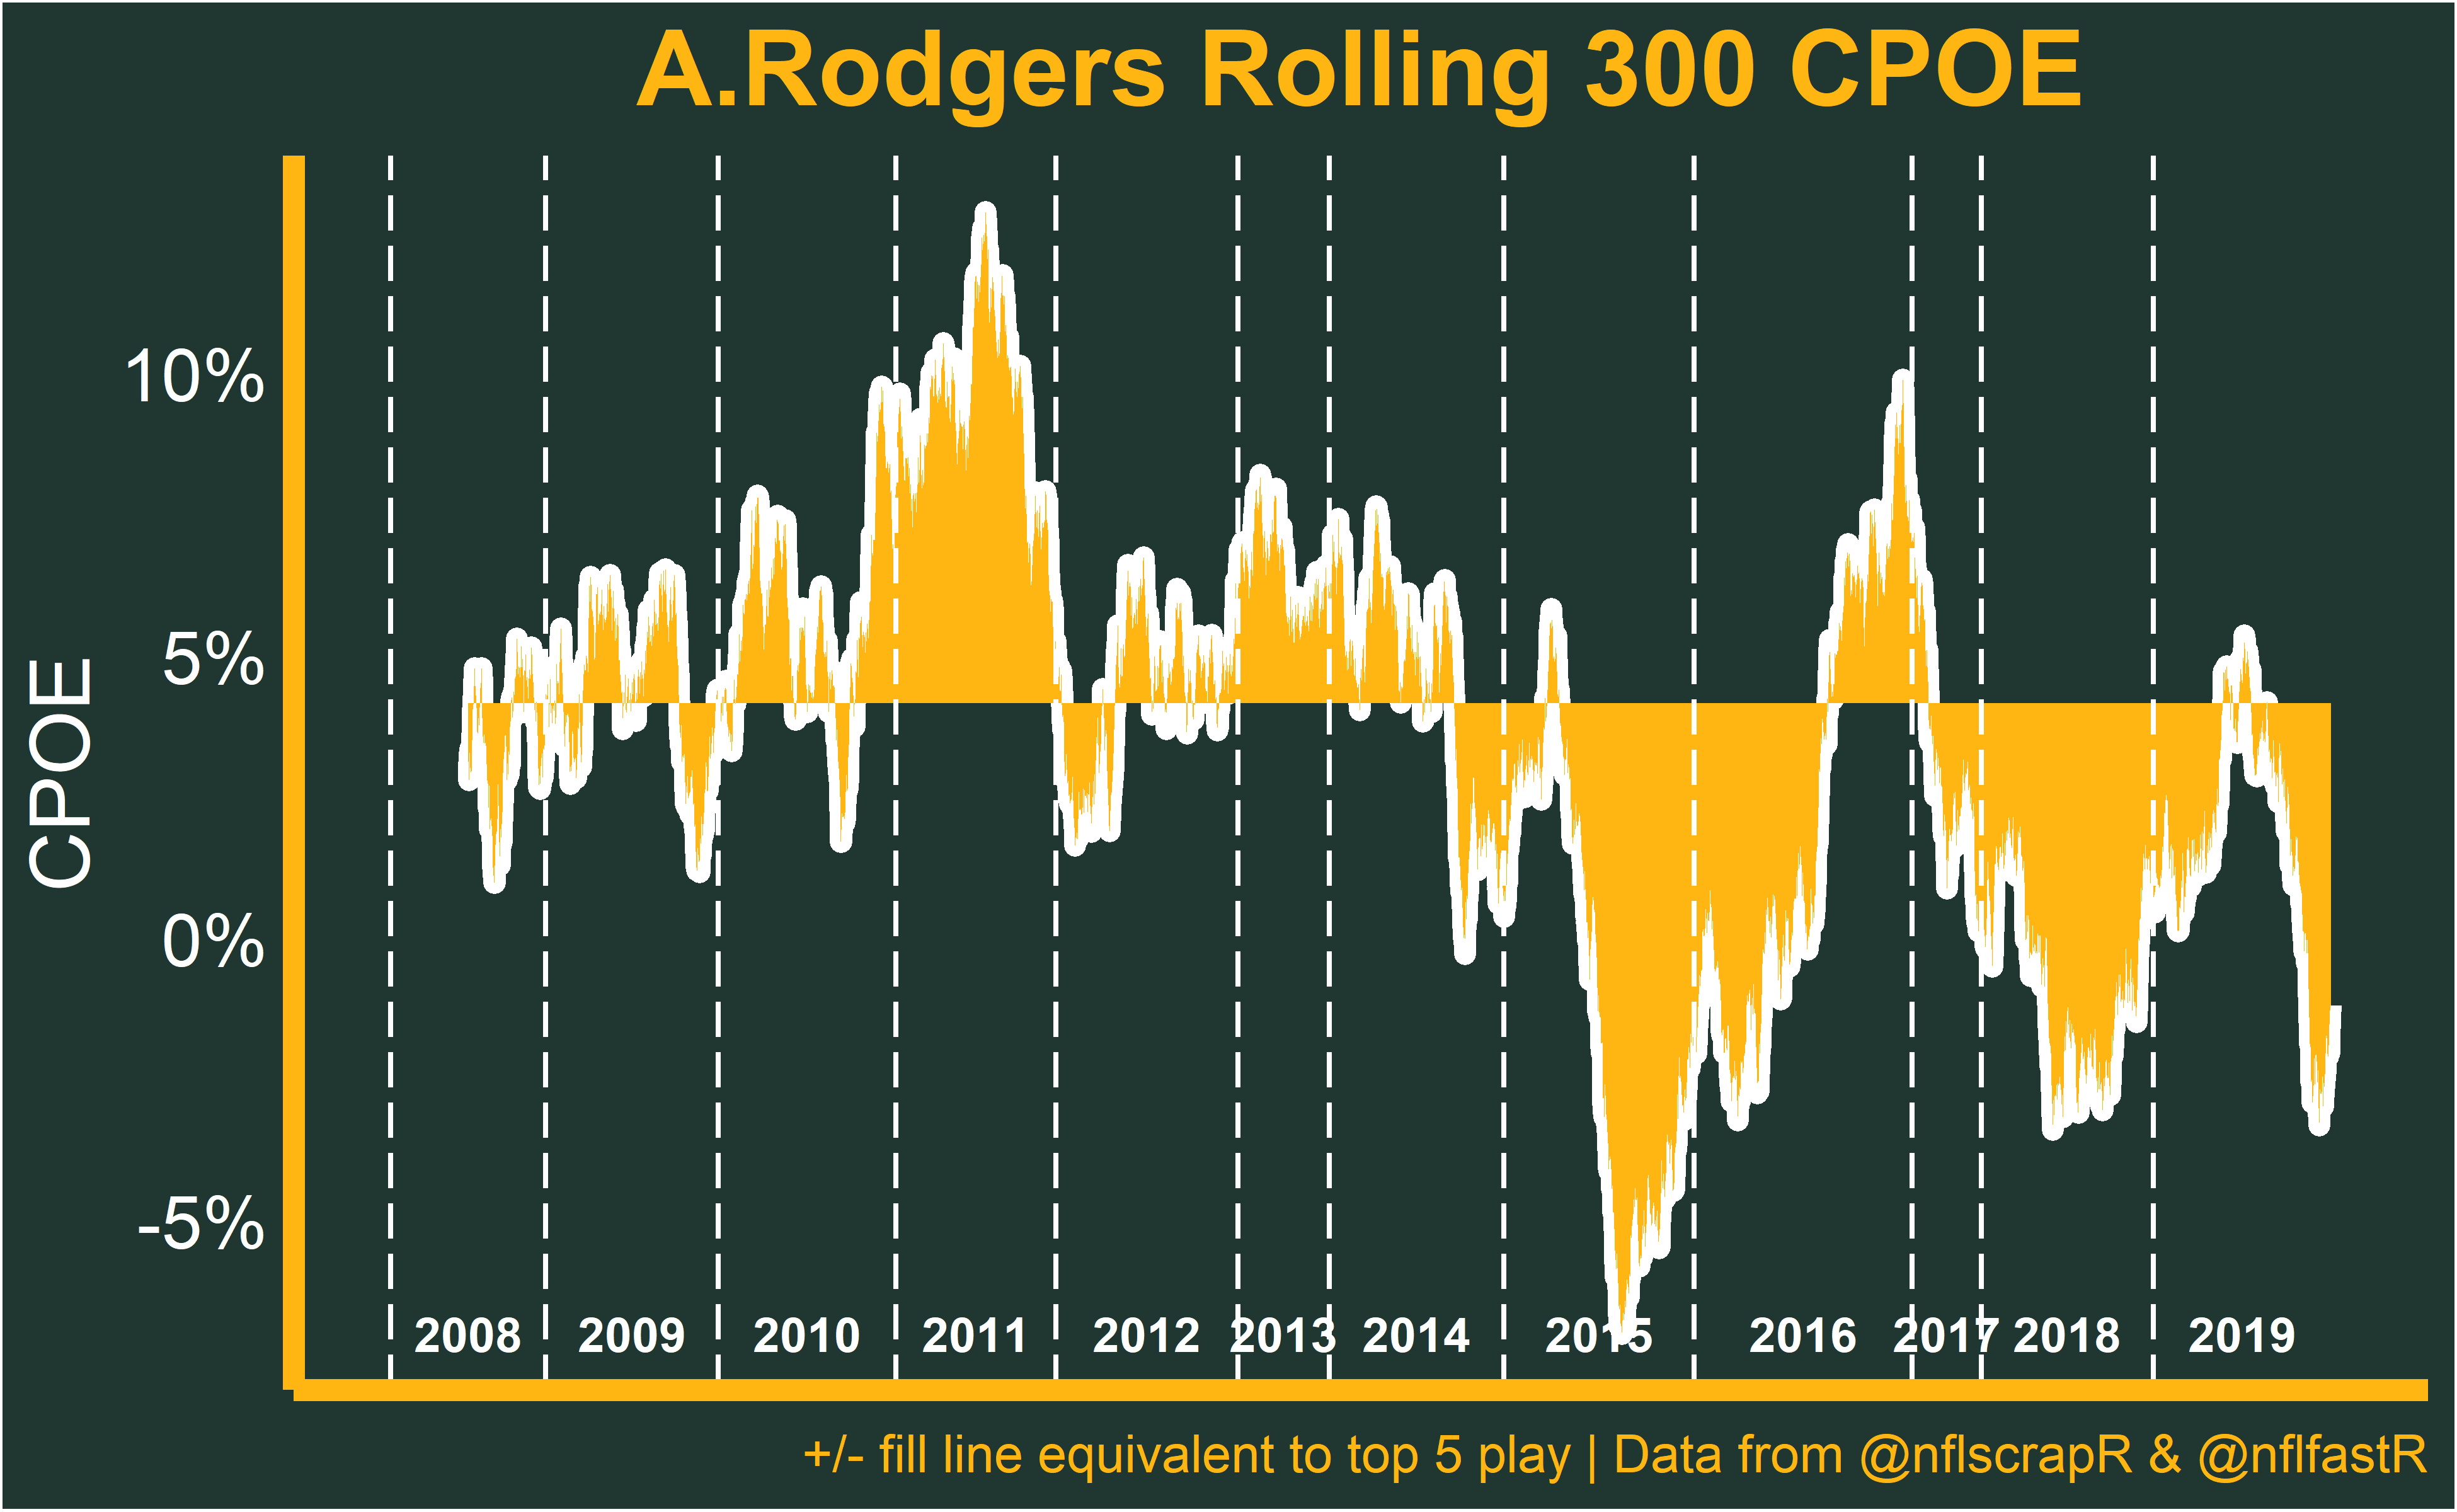 A.Rodgers Rolling 300 CPOE
10%
5%
0%
-5%
CPOE
2008 2009 2010 2011 2012 2013 2014 2015 2016 2017 2018 2019
+/- fill line equivalent to top 5 play | Data from @nflscrapR & @nflfastR